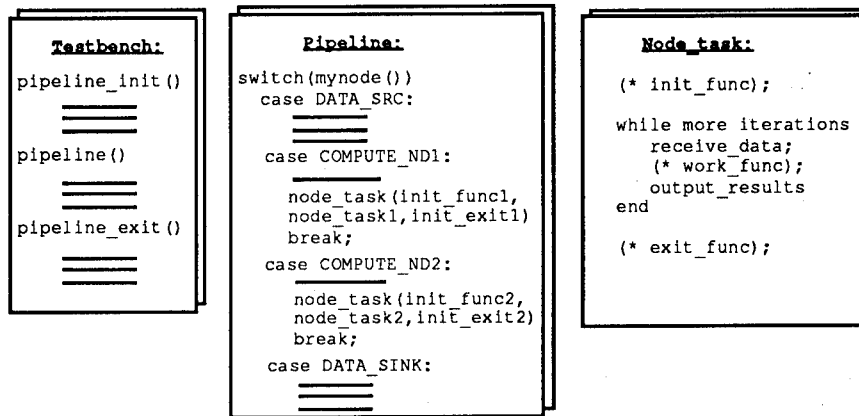 Testbench:
pipeline_init()
pipeline()
pipeline_exit()
Pipeline:
switch(mynode())
case DATA_SRC:
case COMPUTE_ND1:
node_task(init_func1,
node_task1,init_exit1)
break;
case COMPUTE_ND2:
node_task(init_func2,
node_task2,init_exit2)
break;
case DATA_SINK:
Node_task:
(* init_func);
while more iterations
receive_data;
(* work_func);
output_results
end
(* exit_func);